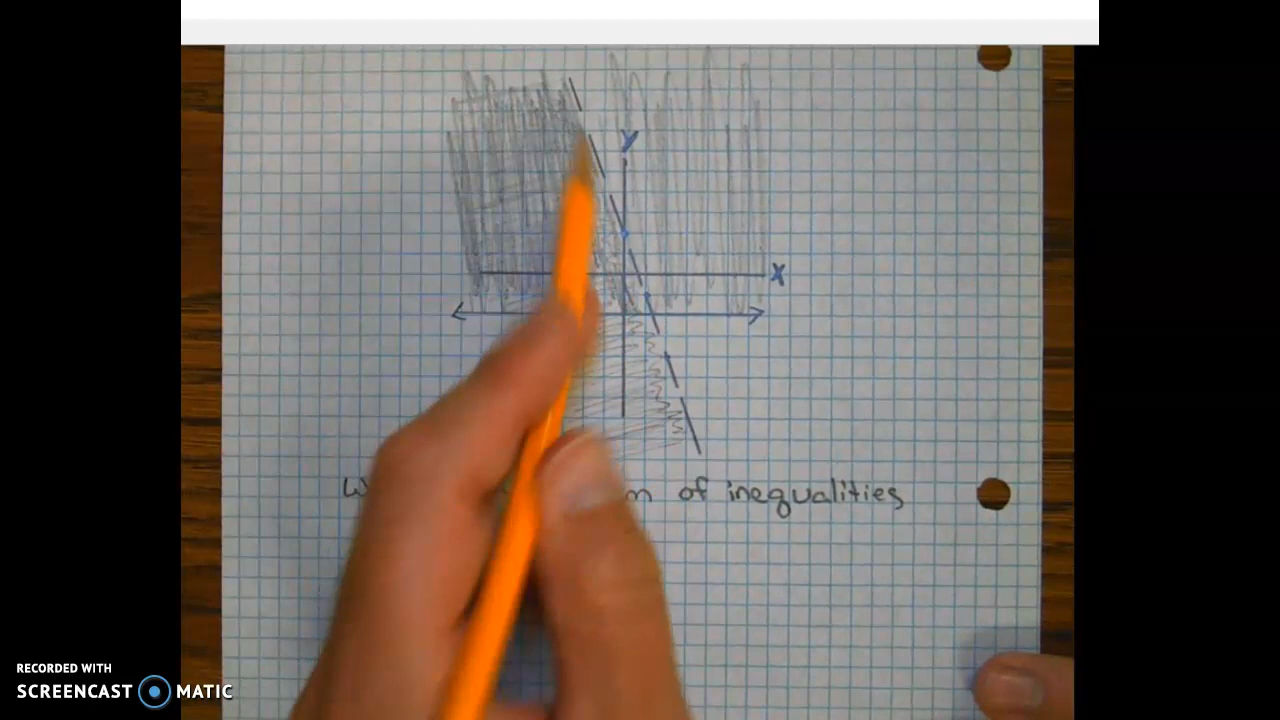 Y
X
of inequalities
RECORDED WITH
SCREENCAST MATIC